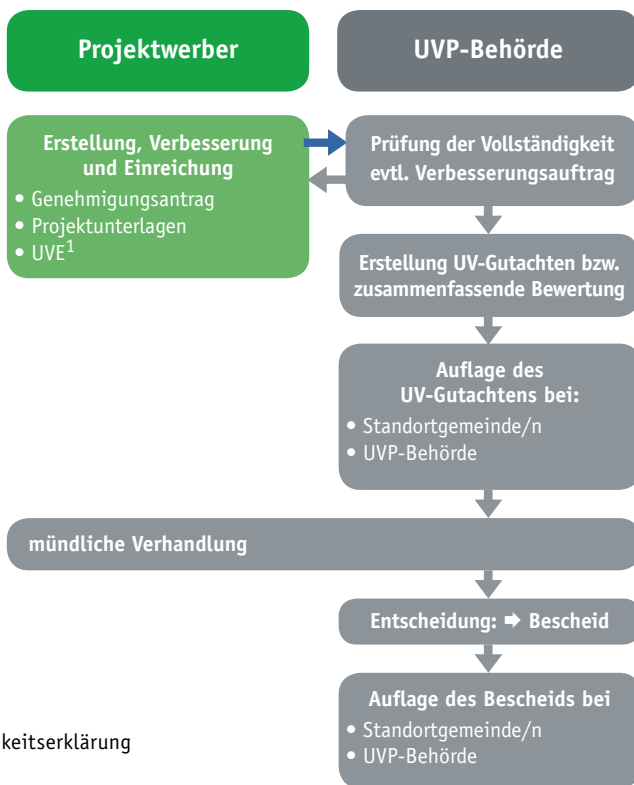 Projektwerber
UVP-Behörde
Erstellung, Verbesserung
und Einreichung
• Genehmigungsantrag
• Projektunterlagen
• UVE¹
Prüfung der Vollständigkeit
evtl. Verbesserungsauftrag
Erstellung UV-Gutachten bzw.
zusammenfassende Bewertung
Auflage des
UV-Gutachtens bei:
• Standortgemeinde/n
• UVP-Behörde
mündliche Verhandlung
Entscheidung: ➡ Bescheid
Auflage des Bescheids bei
• Standortgemeinde/n
• UVP-Behörde
keitserklärung